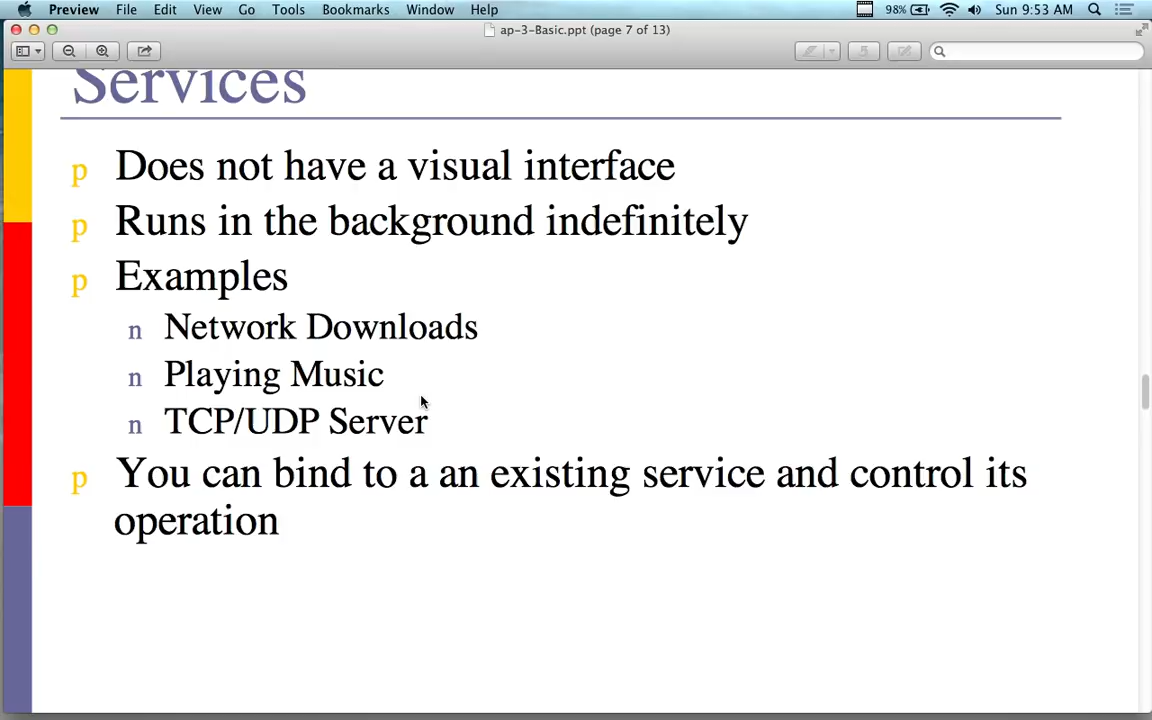 Preview File Edit View Go Tools Bookmarks Window Help 98% Sun 9:53 AM
ap-3-Basic.ppt (page 7 of 13)
Services
p Does not have a visual interface
p Runs in the background indefinitely
p Examples
n Network Downloads
n Playing Music
n TCP/UDP Server
p You can bind to a an existing service and control its
operation